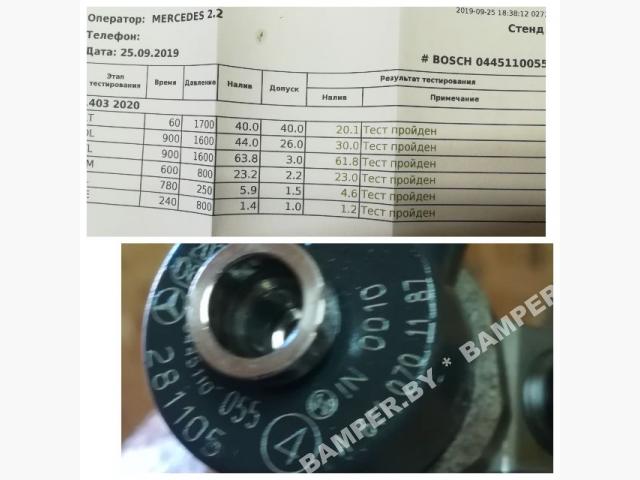 2019-09-25 18:38:12
Оператор: MERCEDES 2.2
Стенд
Телефон:
Дата: 25.09.2019
# BOSCH 0445110055
Этап тестирования Время Давление Налив Допуск Результат тестирования
Налив Примечание
.403 2020
60 1700 40.0 40.0 20.1 Тест пройден
900 1600 44.0 26.0 30.0 Тест пройден
900 1600 63.8 3.0 61.8 Тест пройден
600 800 23.2 2.2 23.0 Тест пройден
780 250 5.9 1.5 4.6 Тест пройден
240 800 1.4 1.0 1.2 Тест пройден
055
281105
4
IN 0010
070 11 87
BAMPER.BY * BAMPER.BY